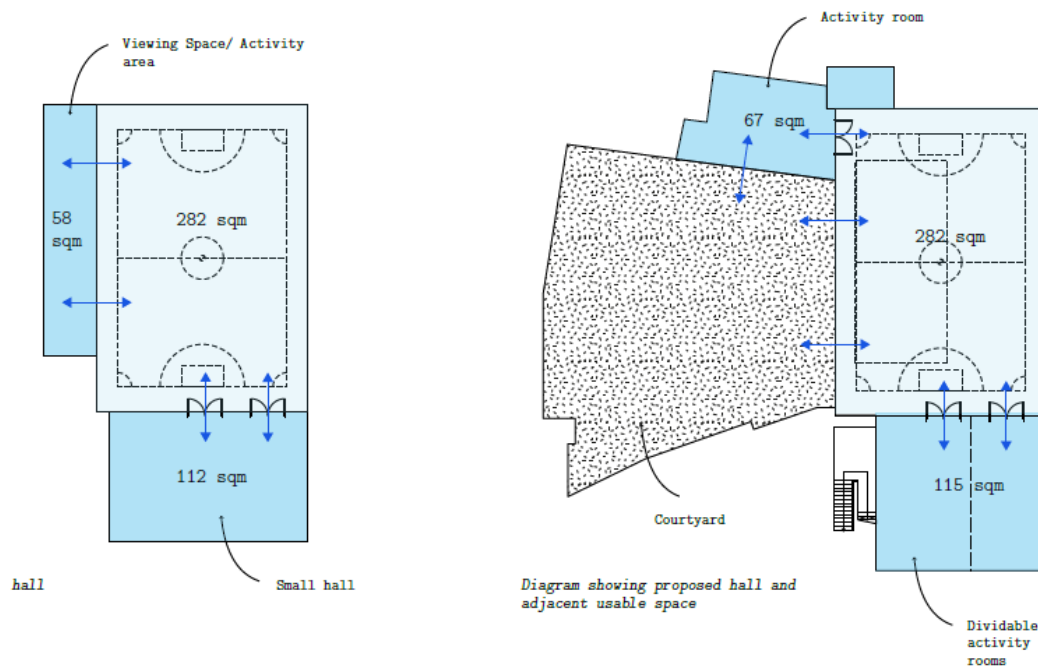 Viewing Space/ Activity
area
58
sqm
282 sqm
112 sqm
Small hall
hall
Activity room
67 sqm
282 sqm
115 sqm
Courtyard
Diagram showing proposed hall and
adjacent usable space
Dividable
activity
rooms